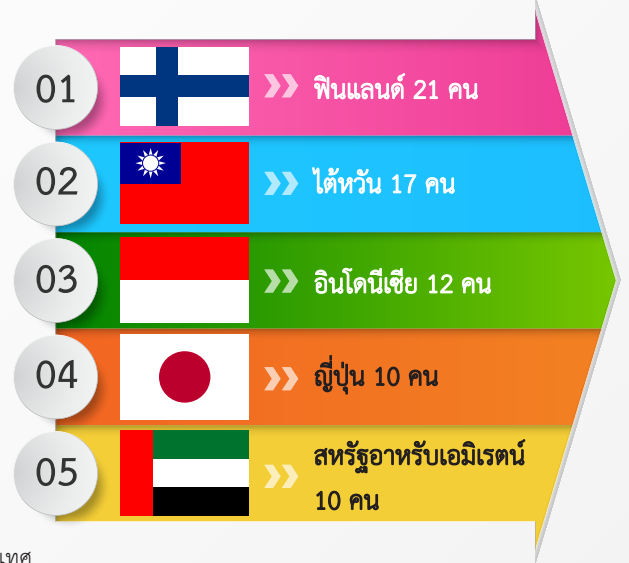 01
ฟินแลนด์ 21 คน
02
ไต้หวัน 17 คน
03
อินโดนีเซีย 12 คน
04
ญี่ปุ่น 10 คน
05
สหรัฐอาหรับเอมิเรตน์
10 คน